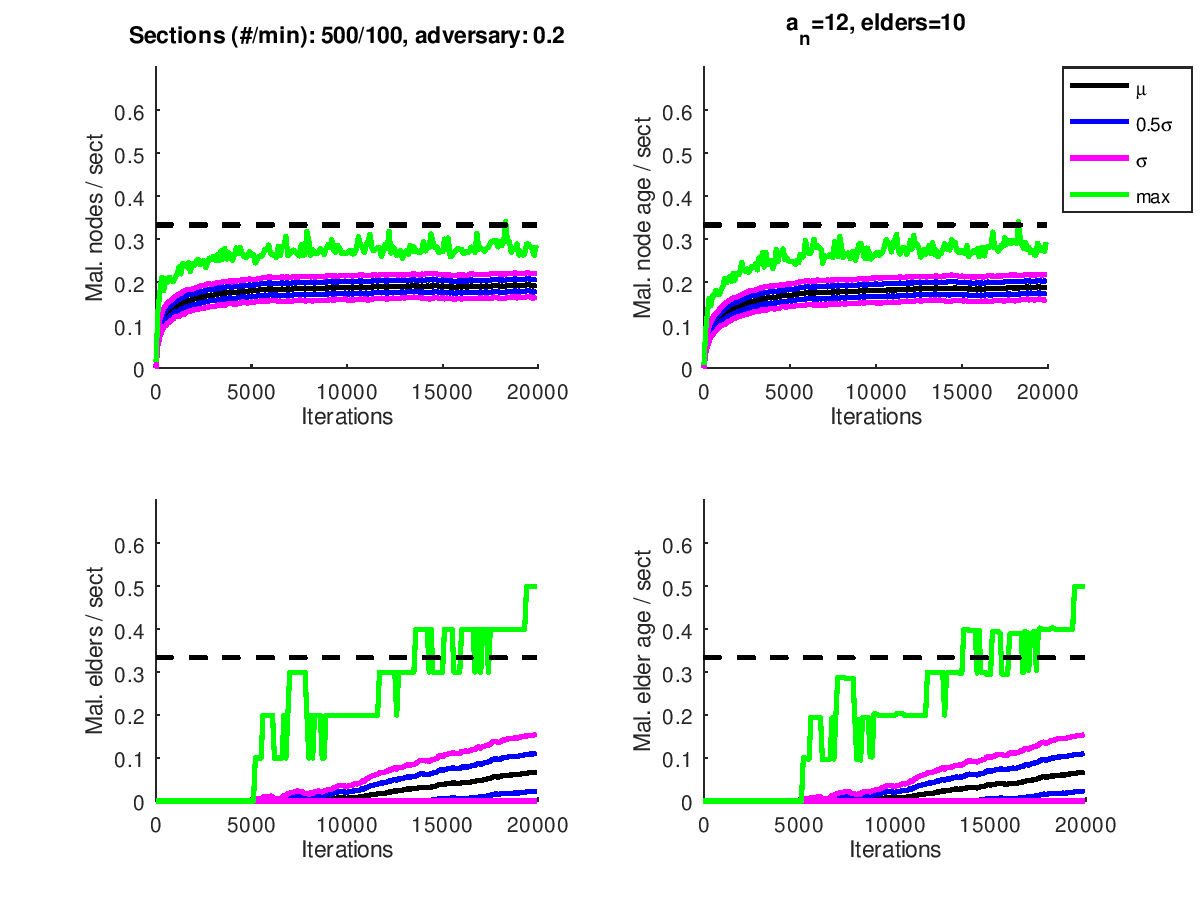 Sections (#/min): 500/100, adversary: 0.2
a_n=12, elders=10
Mal. nodes / sect
0.6
0.5
0.4
0.3
0.2
0.1
0
0 5000 10000 15000 20000
Iterations
Mal. node age / sect
0.6
0.5
0.4
0.3
0.2
0.1
0
0 5000 10000 15000 20000
Iterations
μ
0.5σ
σ
max
Mal. elders / sect
0.6
0.5
0.4
0.3
0.2
0.1
0
0 5000 10000 15000 20000
Iterations
Mal. elder age / sect
0.6
0.5
0.4
0.3
0.2
0.1
0
0 5000 10000 15000 20000
Iterations